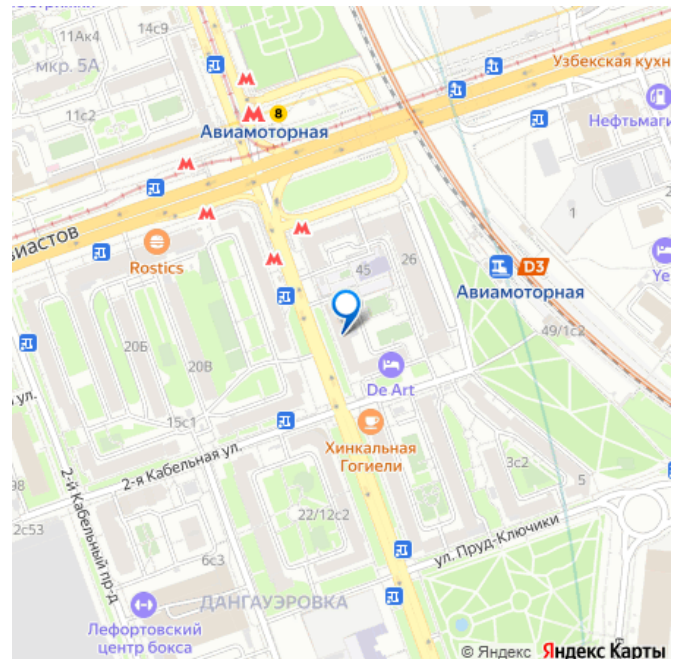 11Ак4
14с9
мкр. 5А
Узбекская кухн
М
8
Авиамоторная
Нефтьмаги
11с2
М
М
М
М
М
1
2
Rostics
45
26
D3
Авиамоторная
Ye
20Б
20В
49/1с2
De Art
ул.
15с1
Хинкальная
Гогиели
2-я Кабельная ул.
3с2
5
98
2с53
2-й Кабельный пр-д
22/12с2
ул. Пруд-Ключики
6с3
ДАНГАУЭРОВКА
Лефортовский
центр бокса
© Яндекс Яндекс Карты